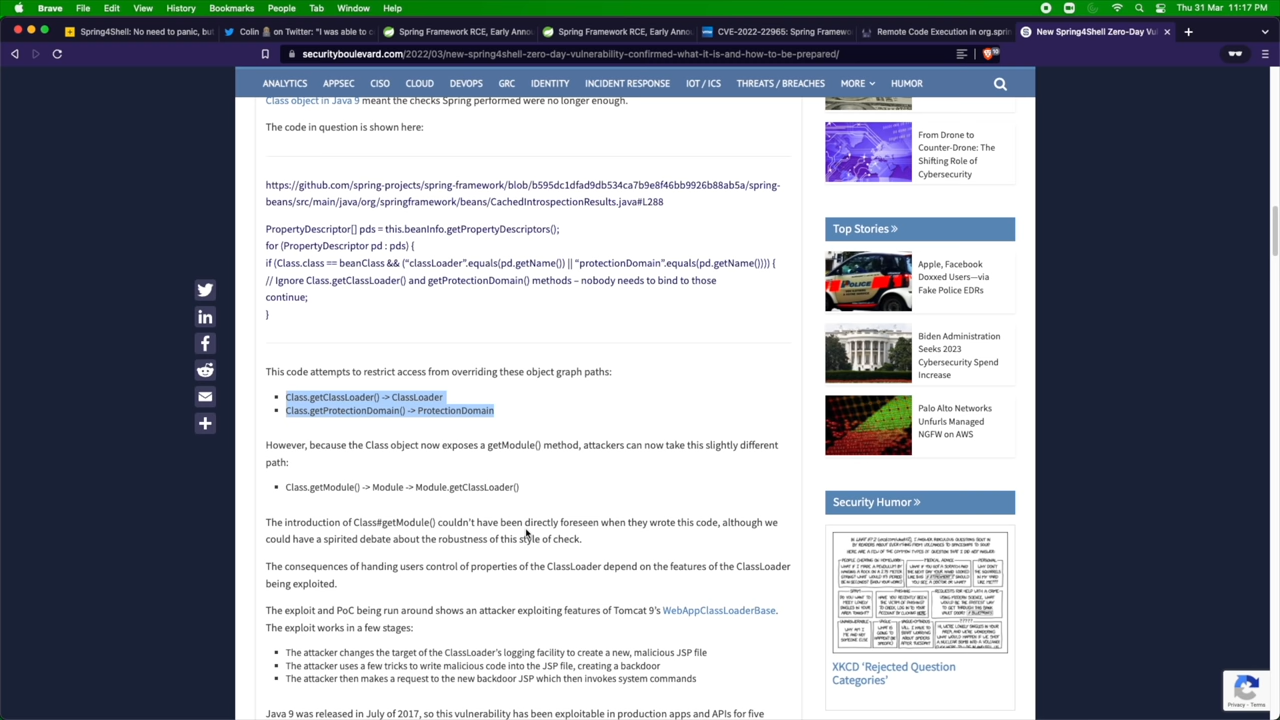 Brave File Edit View History Bookmarks People Tab Window Help
Thu 31 Mar 11:17 PM
Spring4Shell: No need to panic, bu
Colin on Twitter: "I was able to c
Spring Framework RCE, Early Anno
Spring Framework RCE, Early Anno
CVE-2022-22965: Spring Framewo
Remote Code Execution in org.spring
New Spring4Shell Zero-Day Vul
securityboulevard.com/2022/03/new-spring4shell-zero-day-vulnerability-confirmed-what-it-is-and-how-to-be-prepared/
10
ANALYTICS APPSEC CISO CLOUD DEVOPS GRC IDENTITY INCIDENT RESPONSE IOT / ICS THREATS / BREACHES MORE HUMOR
Class object in Java 9 meant the checks Spring performed were no longer enough.
The code in question is shown here:
https://github.com/spring-projects/spring-framework/blob/b595dc1dfad9db534ca7b9e8f46bb9926b88ab5a/spring-
beans/src/main/java/org/springframework/beans/CachedIntrospectionResults.java#L288
PropertyDescriptor[] pds = this.beanInfo.getPropertyDescriptors();
for (PropertyDescriptor pd : pds) {
if (Class.class == beanClass && (“classLoader”.equals(pd.getName()) || “protectionDomain”.equals(pd.getName()))) {
// Ignore Class.getClassLoader() and getProtectionDomain() methods – nobody needs to bind to those
continue;
}
This code attempts to restrict access from overriding these object graph paths:
Class.getClassLoader() -> ClassLoader
Class.getProtectionDomain() -> ProtectionDomain
However, because the Class object now exposes a getModule() method, attackers can now take this slightly different
path:
Class.getModule() -> Module -> Module.getClassLoader()
The introduction of Class#getModule() couldn’t have been directly foreseen when they wrote this code, although we
could have a spirited debate about the robustness of this style of check.
The consequences of handing users control of properties of the ClassLoader depend on the features of the ClassLoader
being exploited.
The exploit and PoC being run around shows an attacker exploiting features of Tomcat 9’s WebAppClassLoaderBase.
The exploit works in a few stages:
The attacker changes the target of the ClassLoader’s logging facility to create a new, malicious JSP file
The attacker uses a few tricks to write malicious code into the JSP file, creating a backdoor
The attacker then makes a request to the new backdoor JSP which then invokes system commands
Java 9 was released in July of 2017, so this vulnerability has been exploitable in production apps and APIs for five
From Drone to
Counter-Drone: The
Shifting Role of
Cybersecurity
Top Stories
Apple, Facebook
Doxxed Users—via
Fake Police EDRs
Biden Administration
Seeks 2023
Cybersecurity Spend
Increase
Palo Alto Networks
Unfurls Managed
NGFW on AWS
Security Humor
XKCD ‘Rejected Question
Categories’
Privacy - Terms